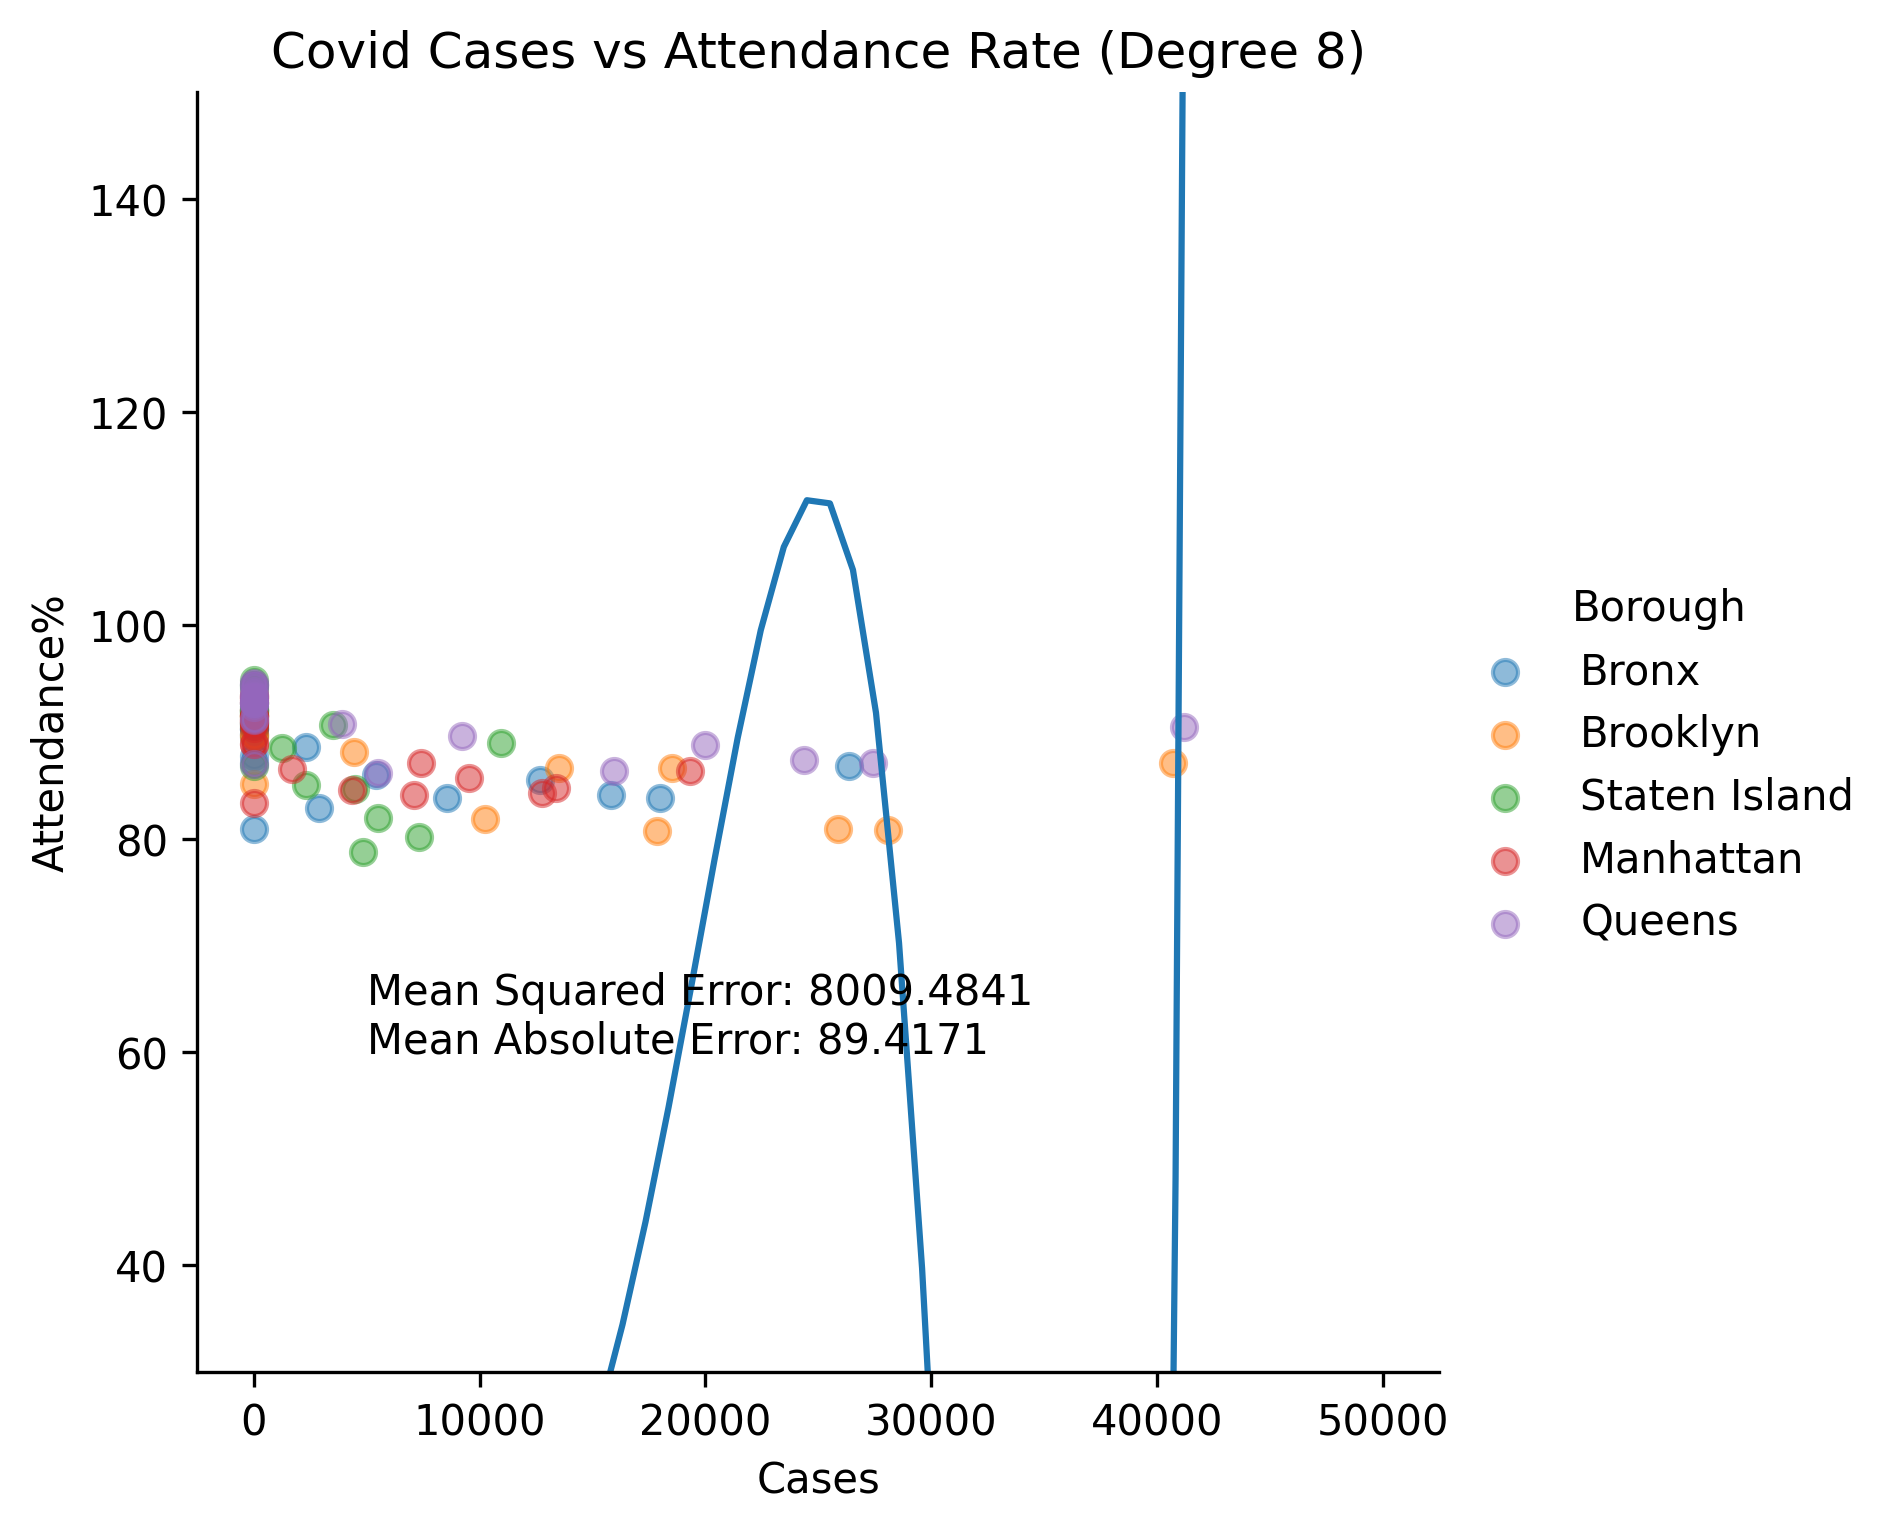 Covid Cases vs Attendance Rate (Degree 8)
140
120
100
80
60
40
Attendance%
Mean Squared Error: 8009.4841
Mean Absolute Error: 89.4171
0 10000 20000 30000 40000 50000
Cases
Borough
Bronx
Brooklyn
Staten Island
Manhattan
Queens